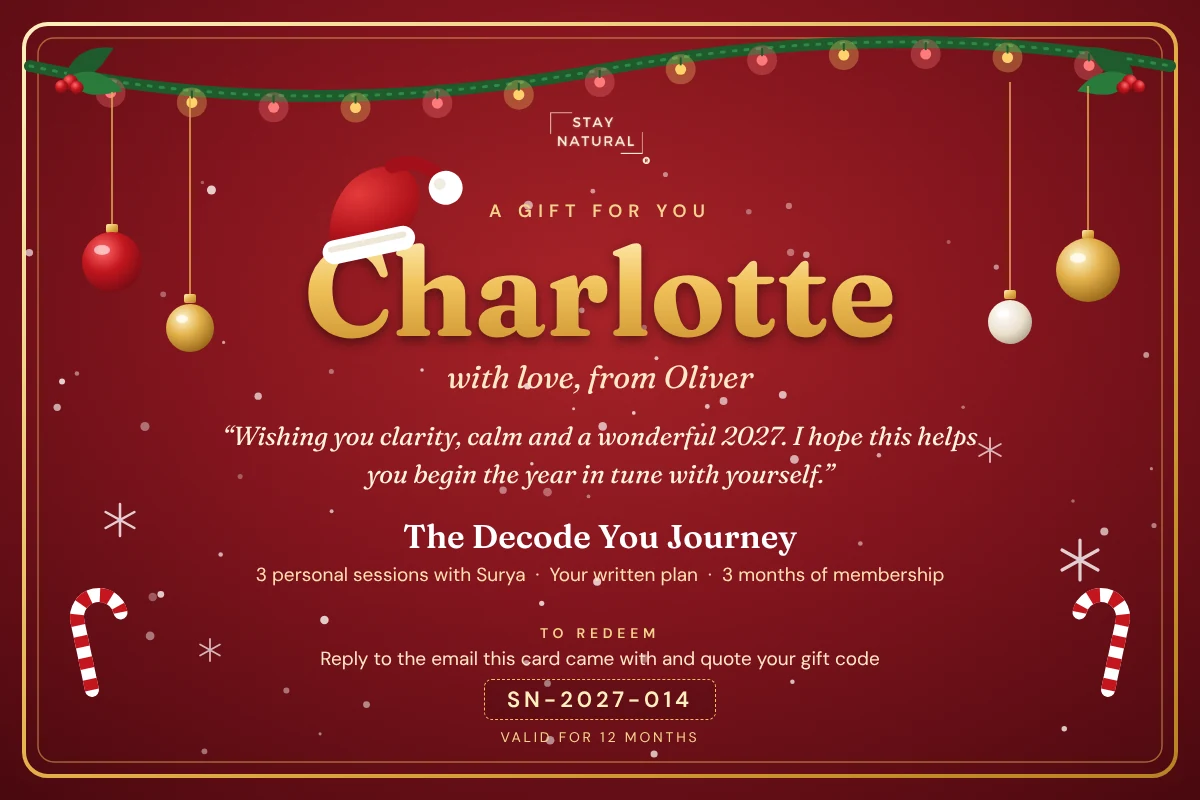 STAY
NATURAL
A GIFT FOR YOU
Charlotte
with love, from Oliver
“Wishing you clarity, calm and a wonderful 2027. I hope this helps
you begin the year in tune with yourself.”
The Decode You Journey
3 personal sessions with Surya · Your written plan · 3 months of membership
TO REDEEM
Reply to the email this card came with and quote your gift code
SN-2027-014
VALID FOR 12 MONTHS